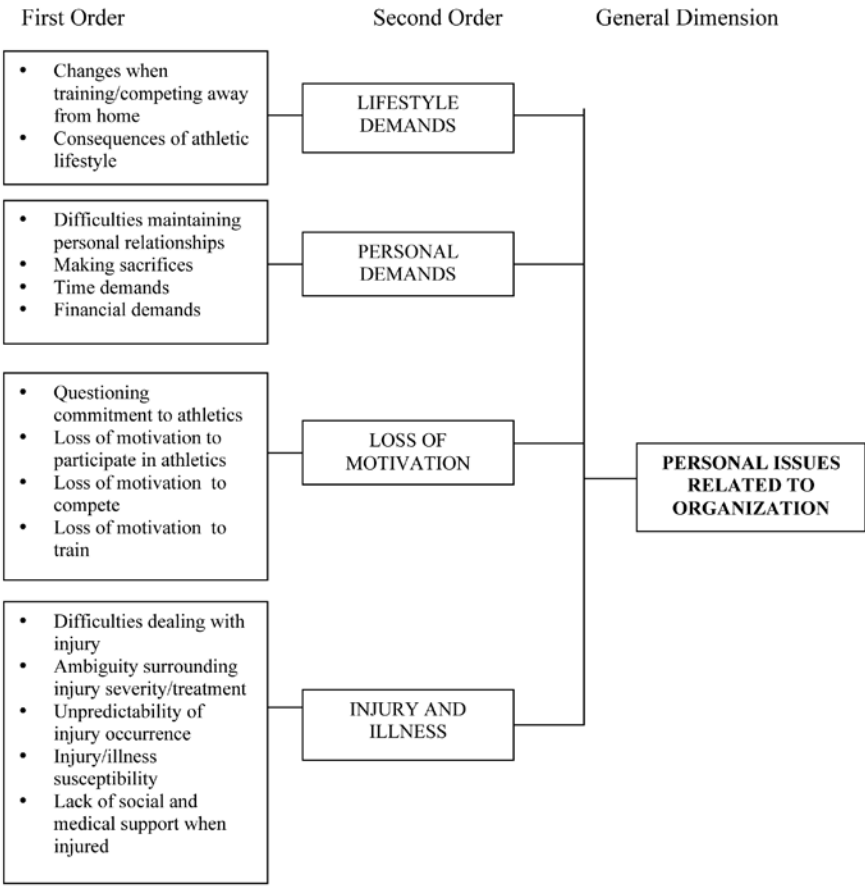 First Order
Second Order
General Dimension
• Changes when
training/competing away
from home
• Consequences of athletic
lifestyle
LIFESTYLE
DEMANDS
• Difficulties maintaining
personal relationships
• Making sacrifices
• Time demands
• Financial demands
PERSONAL
DEMANDS
• Questioning
commitment to athletics
• Loss of motivation to
participate in athletics
• Loss of motivation to
compete
• Loss of motivation to
train
LOSS OF
MOTIVATION
PERSONAL ISSUES
RELATED TO
ORGANIZATION
• Difficulties dealing with
injury
• Ambiguity surrounding
injury severity/treatment
• Unpredictability of
injury occurrence
• Injury/illness
susceptibility
• Lack of social and
medical support when
injured
INJURY AND
ILLNESS